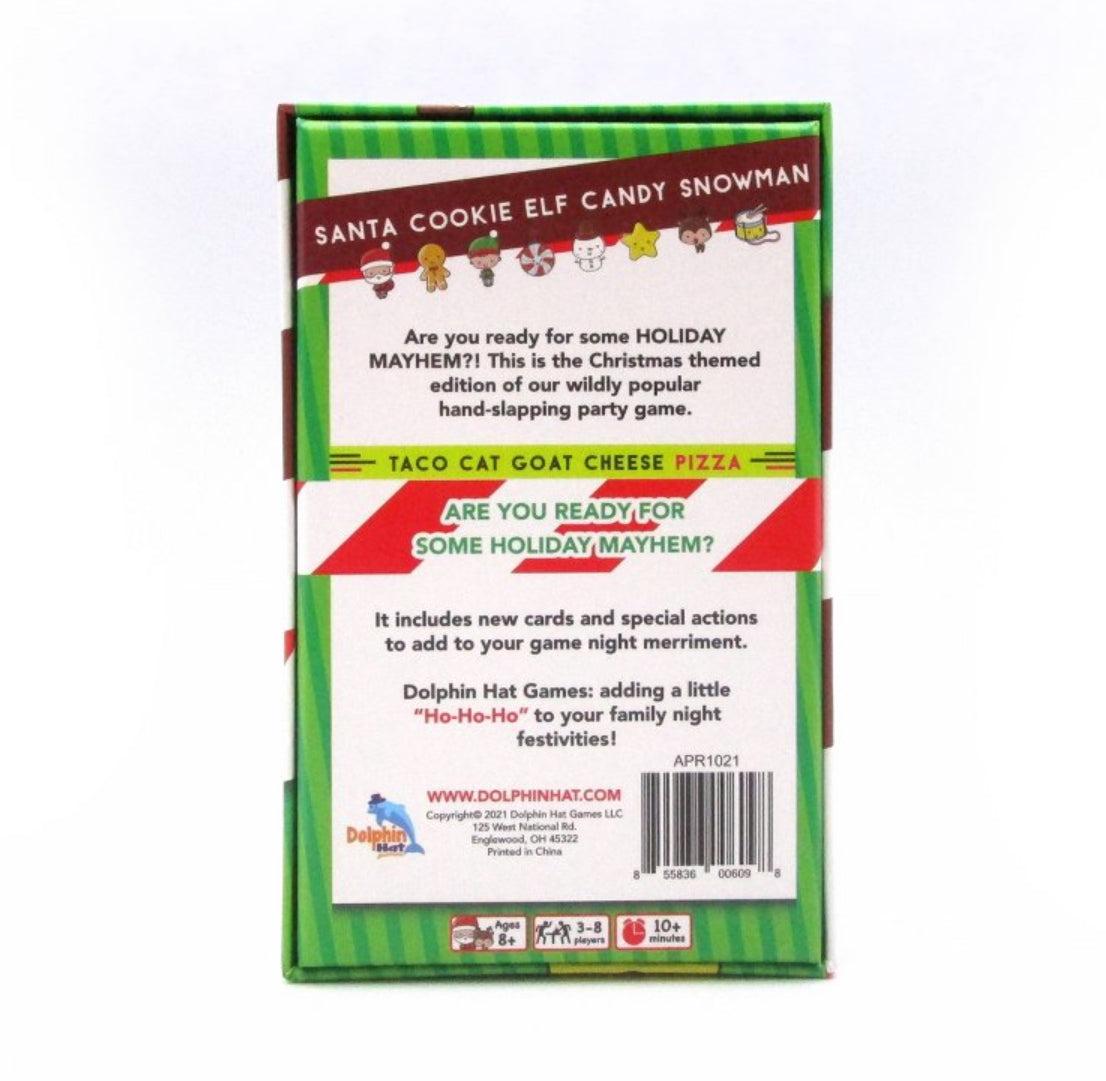 SANTA COOKIE ELF CANDY SNOWMAN
Are you ready for some HOLIDAY
MAYHEM?! This is the Christmas themed
edition of our wildly popular
hand-slapping party game.
TACO CAT GOAT CHEESE PIZZA
ARE YOU READY FOR
SOME HOLIDAY MAYHEM?
It includes new cards and special actions
to add to your game night merriment.
Dolphin Hat Games: adding a little
“Ho-Ho-Ho” to your family night
festivities!
APR1021
WWW.DOLPHINHAT.COM
Copyright© 2021 Dolphin Hat Games LLC
125 West National Rd.
Englewood, OH 45322
Printed in China
Dolphin
Hat
8 55836 00609 8
Ages
8+
3-8
players
10+
minutes